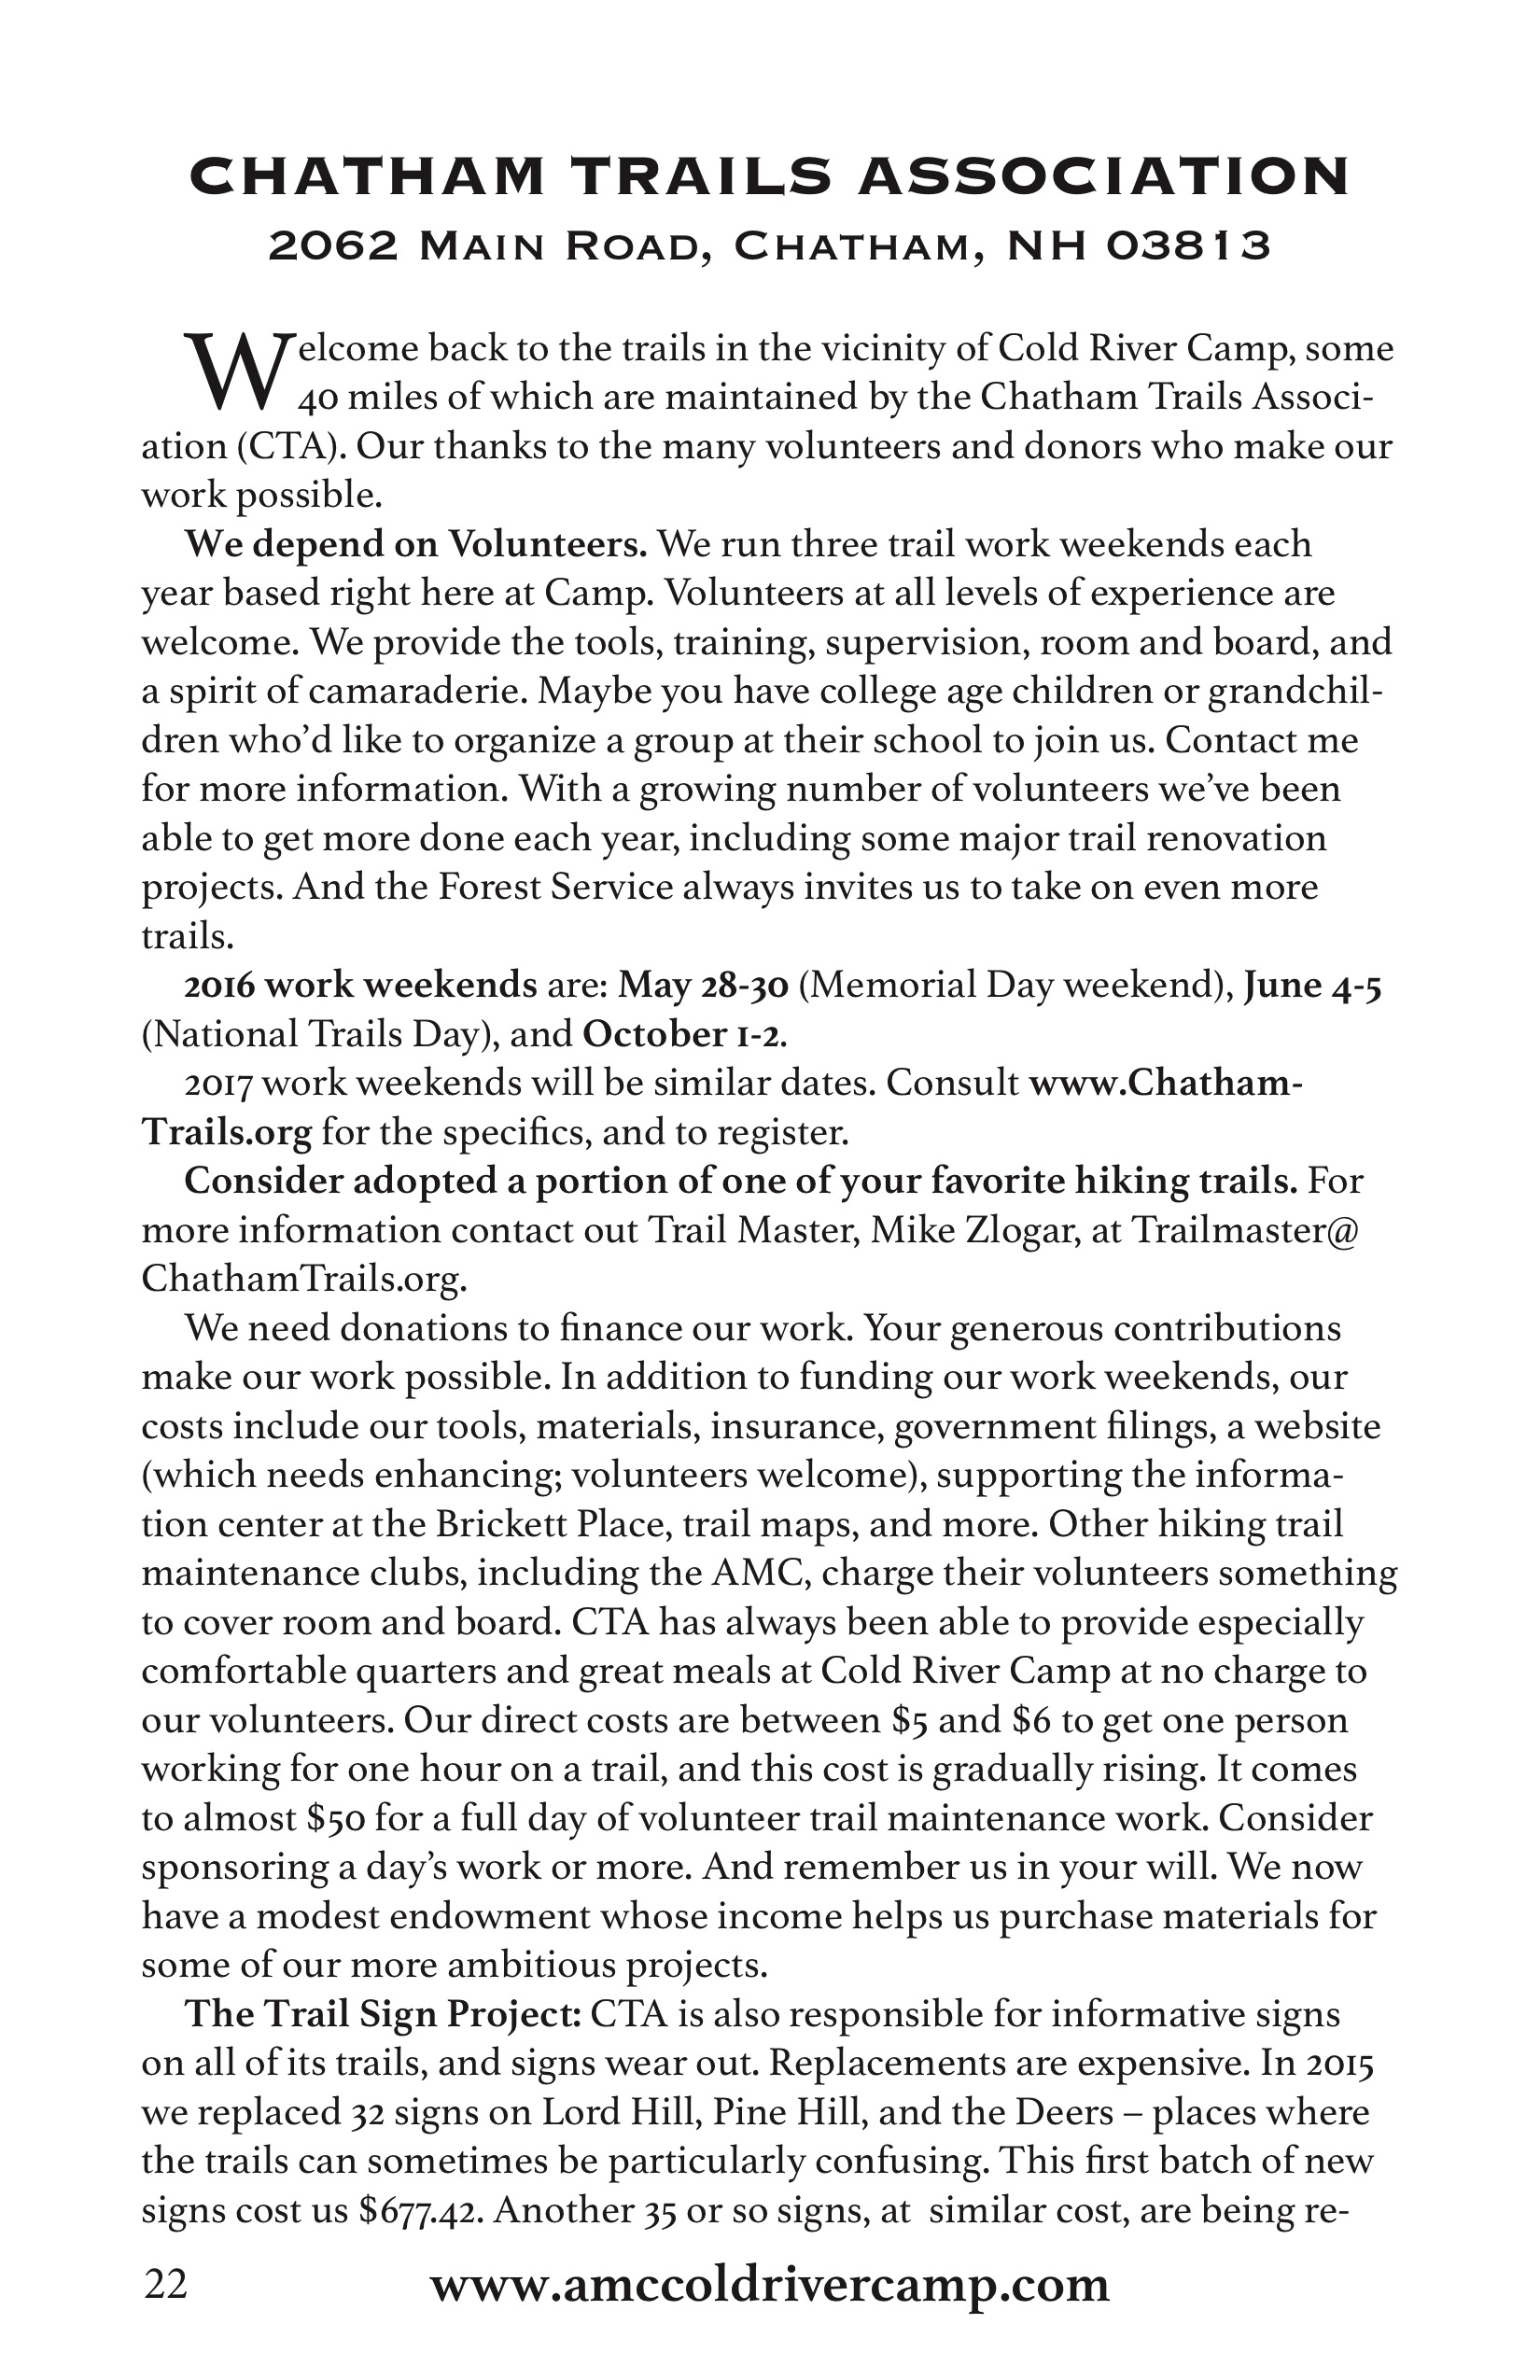 CHATHAM TRAILS ASSOCIATION
2062 Main Road, Chatham, NH 03813
Welcome back to the trails in the vicinity of Cold River Camp, some
40 miles of which are maintained by the Chatham Trails Associ-
ation (CTA). Our thanks to the many volunteers and donors who make our
work possible.
We depend on Volunteers. We run three trail work weekends each
year based right here at Camp. Volunteers at all levels of experience are
welcome. We provide the tools, training, supervision, room and board, and
a spirit of camaraderie. Maybe you have college age children or grandchil-
dren who’d like to organize a group at their school to join us. Contact me
for more information. With a growing number of volunteers we’ve been
able to get more done each year, including some major trail renovation
projects. And the Forest Service always invites us to take on even more
trails.
2016 work weekends are: May 28-30 (Memorial Day weekend), June 4-5
(National Trails Day), and October 1-2.
2017 work weekends will be similar dates. Consult www.Chatham-
Trails.org for the specifics, and to register.
Consider adopted a portion of one of your favorite hiking trails. For
more information contact out Trail Master, Mike Zlogar, at Trailmaster@
ChathamTrails.org.
We need donations to finance our work. Your generous contributions
make our work possible. In addition to funding our work weekends, our
costs include our tools, materials, insurance, government filings, a website
(which needs enhancing; volunteers welcome), supporting the informa-
tion center at the Brickett Place, trail maps, and more. Other hiking trail
maintenance clubs, including the AMC, charge their volunteers something
to cover room and board. CTA has always been able to provide especially
comfortable quarters and great meals at Cold River Camp at no charge to
our volunteers. Our direct costs are between $5 and $6 to get one person
working for one hour on a trail, and this cost is gradually rising. It comes
to almost $50 for a full day of volunteer trail maintenance work. Consider
sponsoring a day’s work or more. And remember us in your will. We now
have a modest endowment whose income helps us purchase materials for
some of our more ambitious projects.
The Trail Sign Project: CTA is also responsible for informative signs
on all of its trails, and signs wear out. Replacements are expensive. In 2015
we replaced 32 signs on Lord Hill, Pine Hill, and the Deers – places where
the trails can sometimes be particularly confusing. This first batch of new
signs cost us $677.42. Another 35 or so signs, at  similar cost, are being re-
22 www.amccoldrivercamp.com